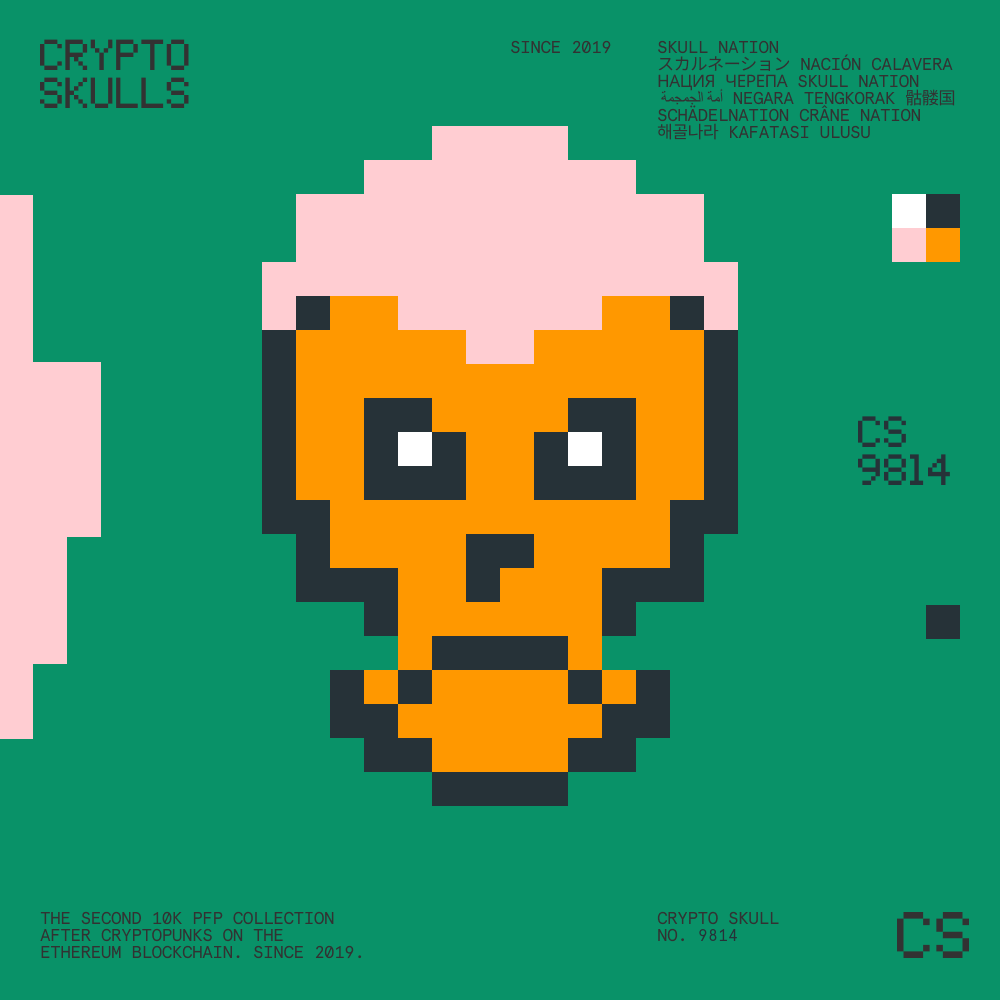 CRYPTO
SKULLS
SINCE 2019
SKULL NATION
スカルネーション NACIÓN CALAVERA
НАЦИЯ ЧЕРЕПА SKULL NATION
أمة الجمجمة NEGARA TENGKORAK 骷髅国
SCHÄDELNATION CRÂNE NATION
해골나라 KAFATASI ULUSU
CS
9814
THE SECOND 10K PFP COLLECTION
AFTER CRYPTOPUNKS ON THE
ETHEREUM BLOCKCHAIN. SINCE 2019.
CRYPTO SKULL
NO. 9814
CS